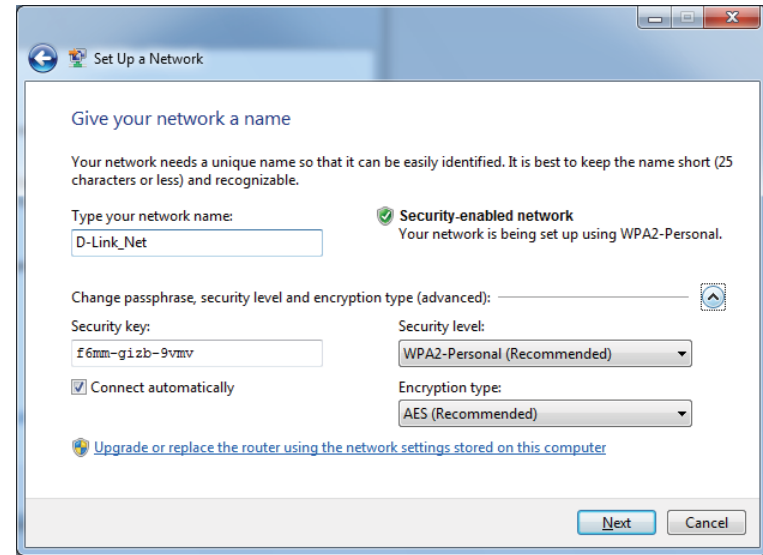 Set Up a Network
Give your network a name
Your network needs a unique name so that it can be easily identified. It is best to keep the name short (25
characters or less) and recognizable.
Type your network name:
D-Link_Net
Security-enabled network
Your network is being set up using WPA2-Personal.
Change passphrase, security level and encryption type (advanced):
Security key:
f6mm-gizb-9vmv
Security level:
WPA2-Personal (Recommended)
Connect automatically
Encryption type:
AES (Recommended)
Upgrade or replace the router using the network settings stored on this computer
Next
Cancel